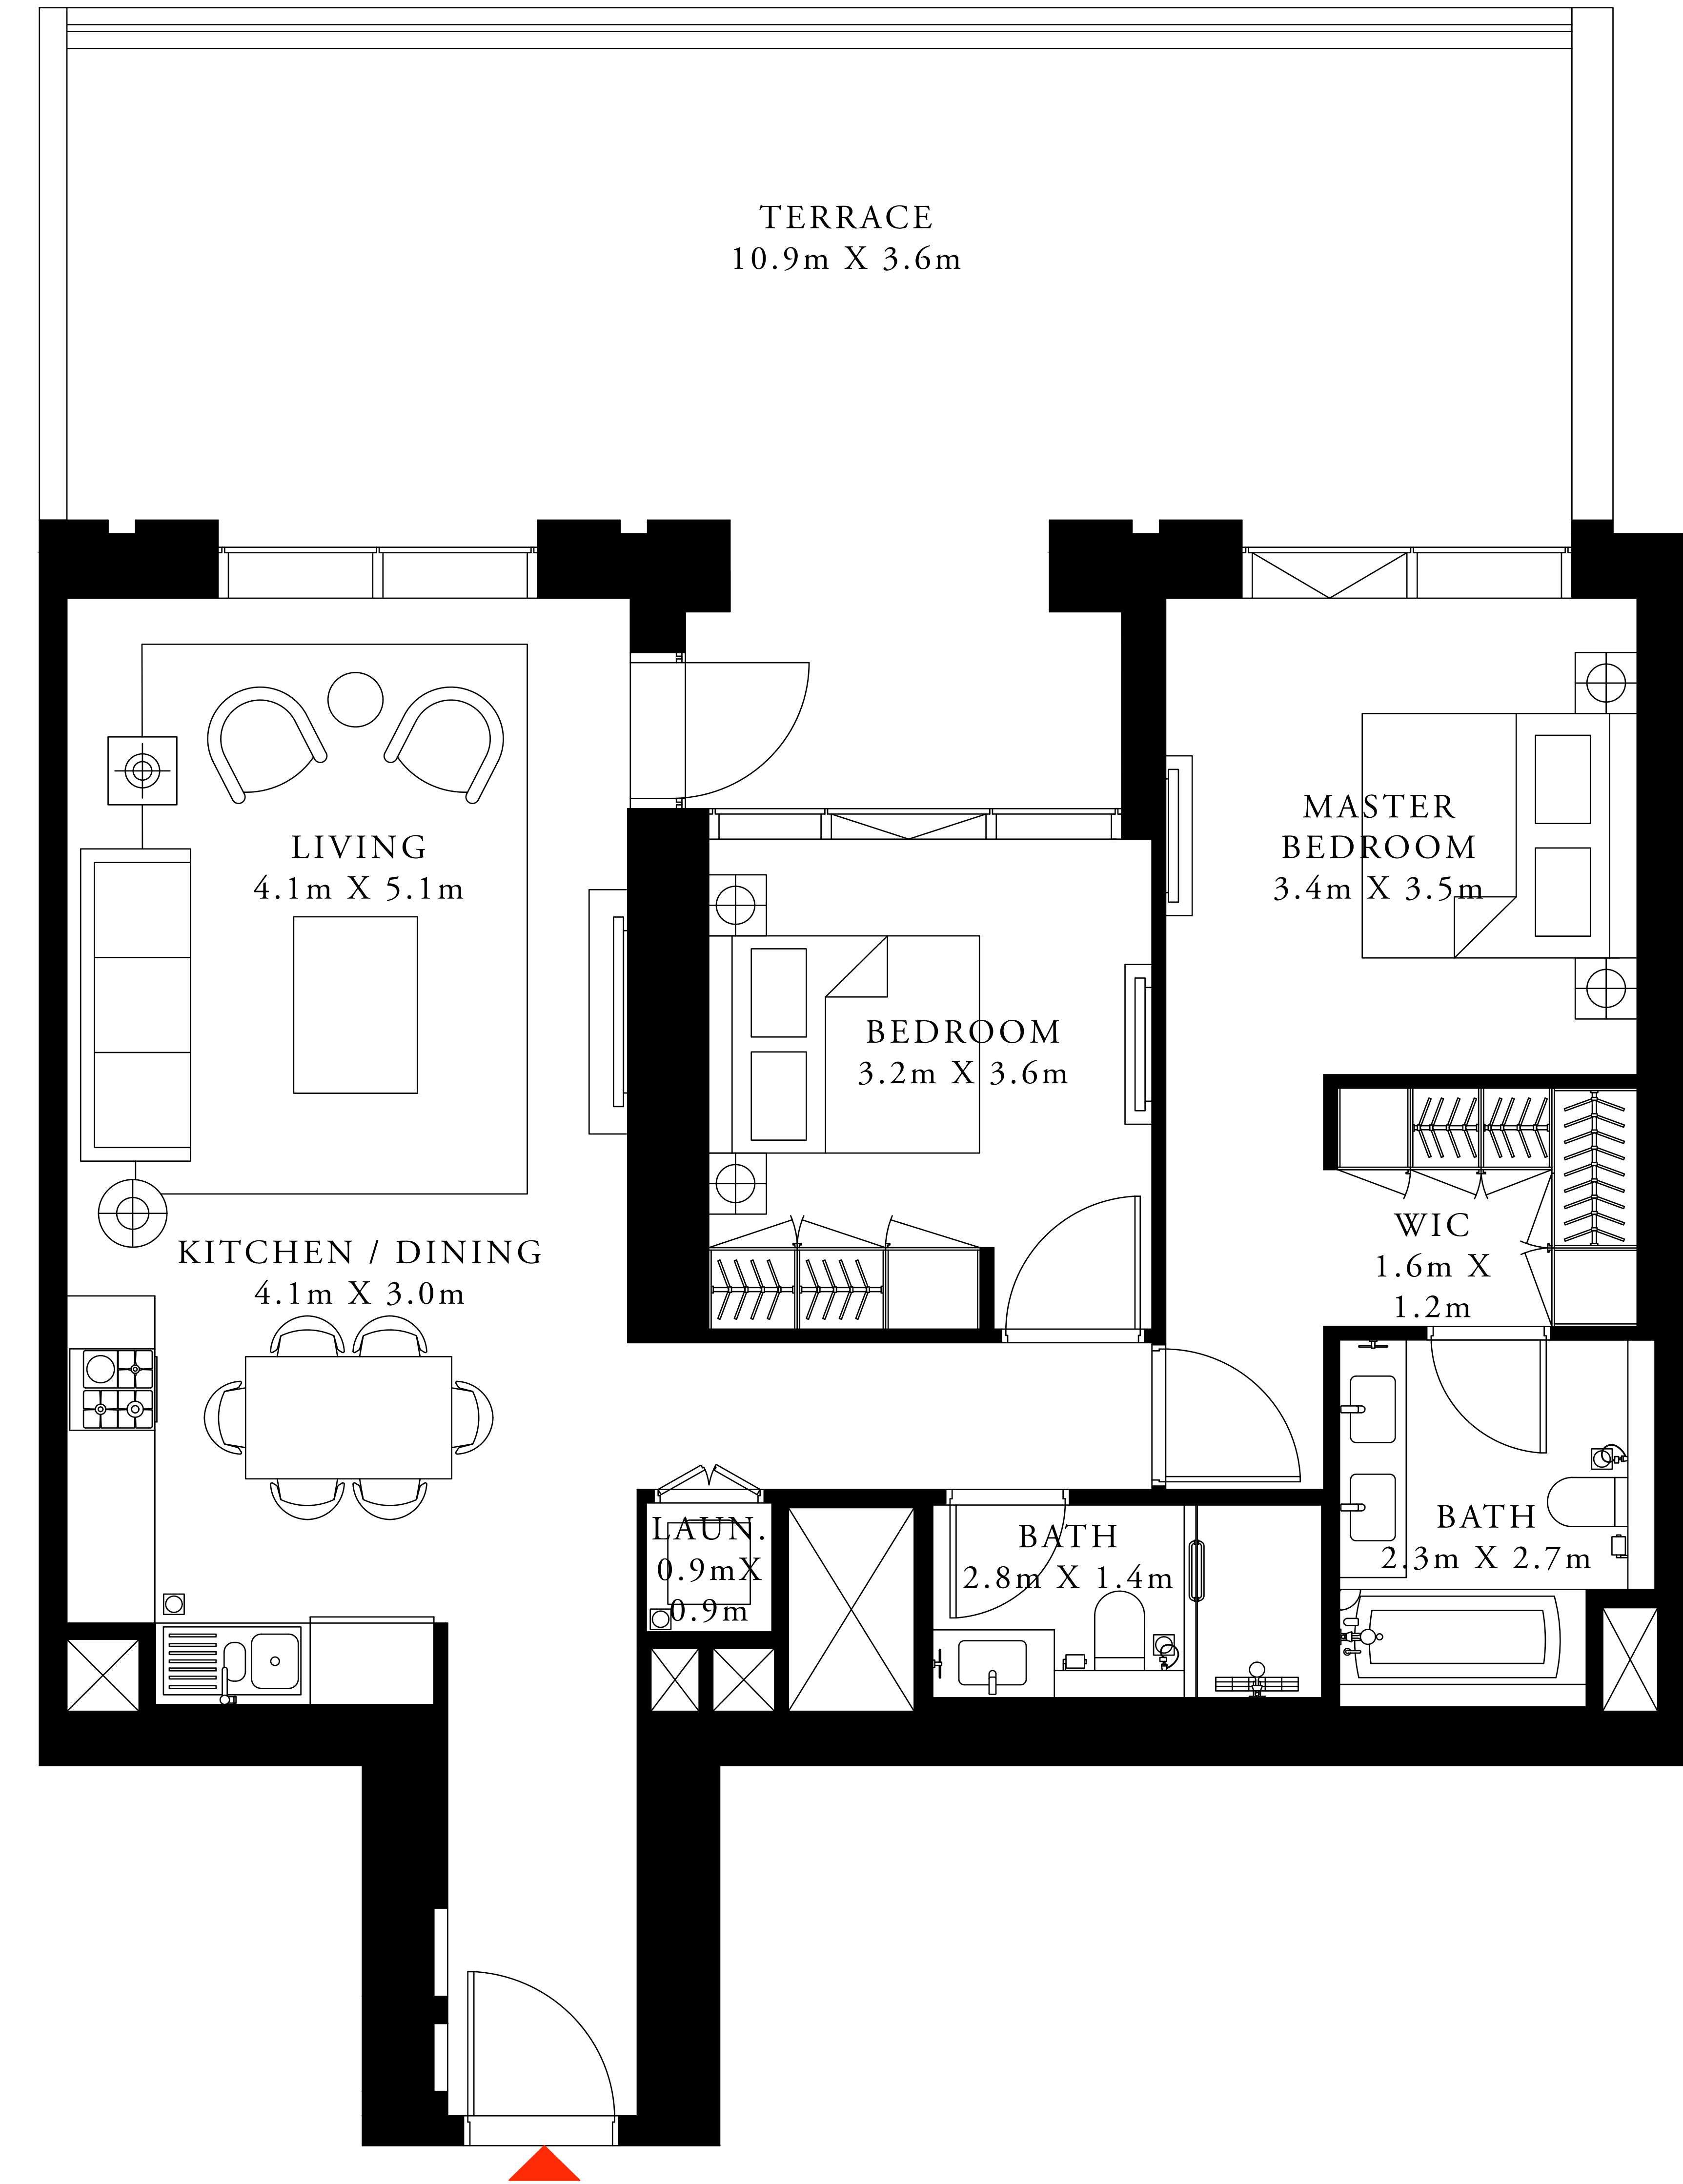 TERRACE
10.9m X 3.6m
LIVING
4.1m X 5.1m
MASTER
BEDROOM
3.4m X 3.5m
BEDROOM
3.2m X 3.6m
KITCHEN / DINING
4.1m X 3.0m
WIC
1.6m X
1.2m
LAUN.
0.9mX
0.9m
BATH
2.8m X 1.4m
BATH
2.3m X 2.7m